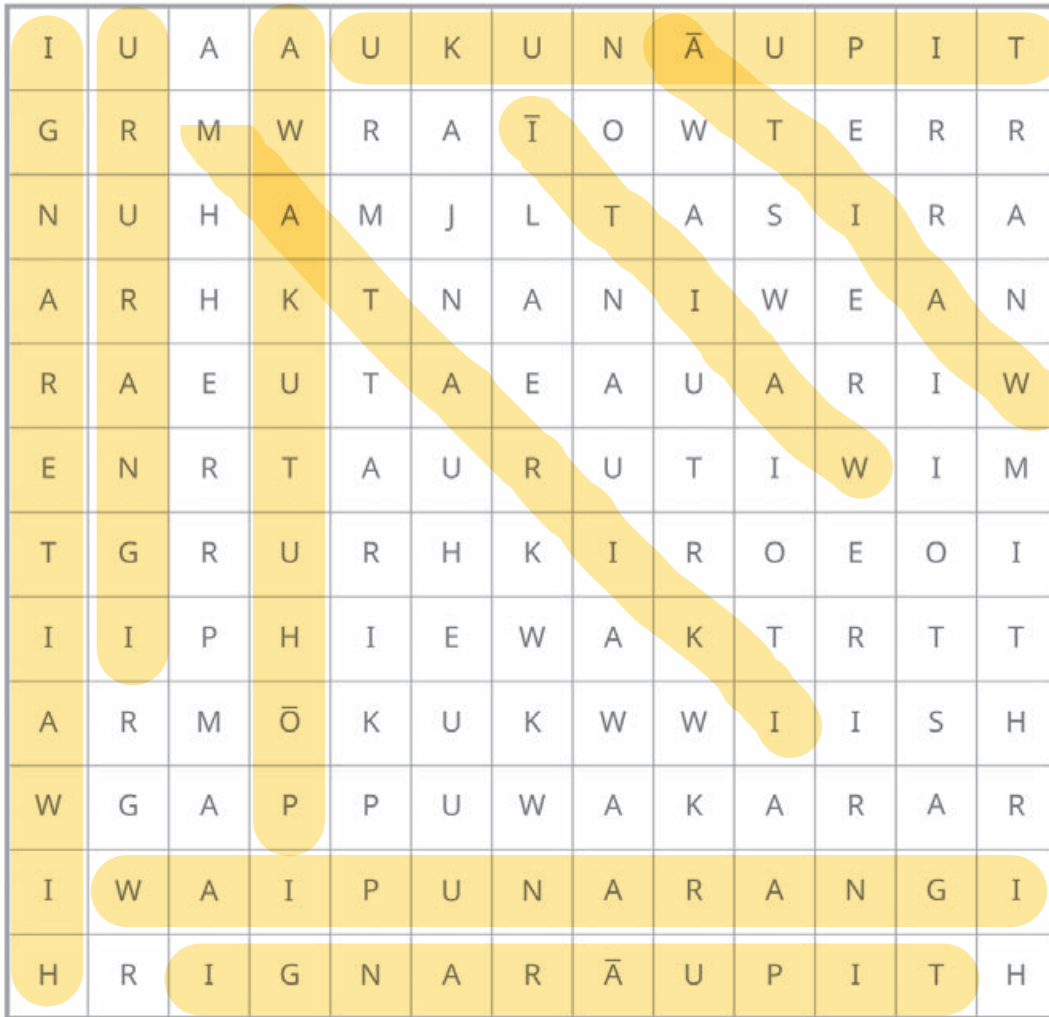 I U A A U K U N Ā U P I T
G R M W R A Ī O W T E R R
N U H A M J L T A S I R A
A R H K T N A N I W E A N
R A E U T A E A U A R I W
E N R T A U R U T I W I M
T G R U R H K I R O E O I
I I P H I E W A K T R T T
A R M Ō K U K W W I I S H
W G A P P U W A K A R A R
I W A I P U N A R A N G I
H R I G N A R Ā U P I T H